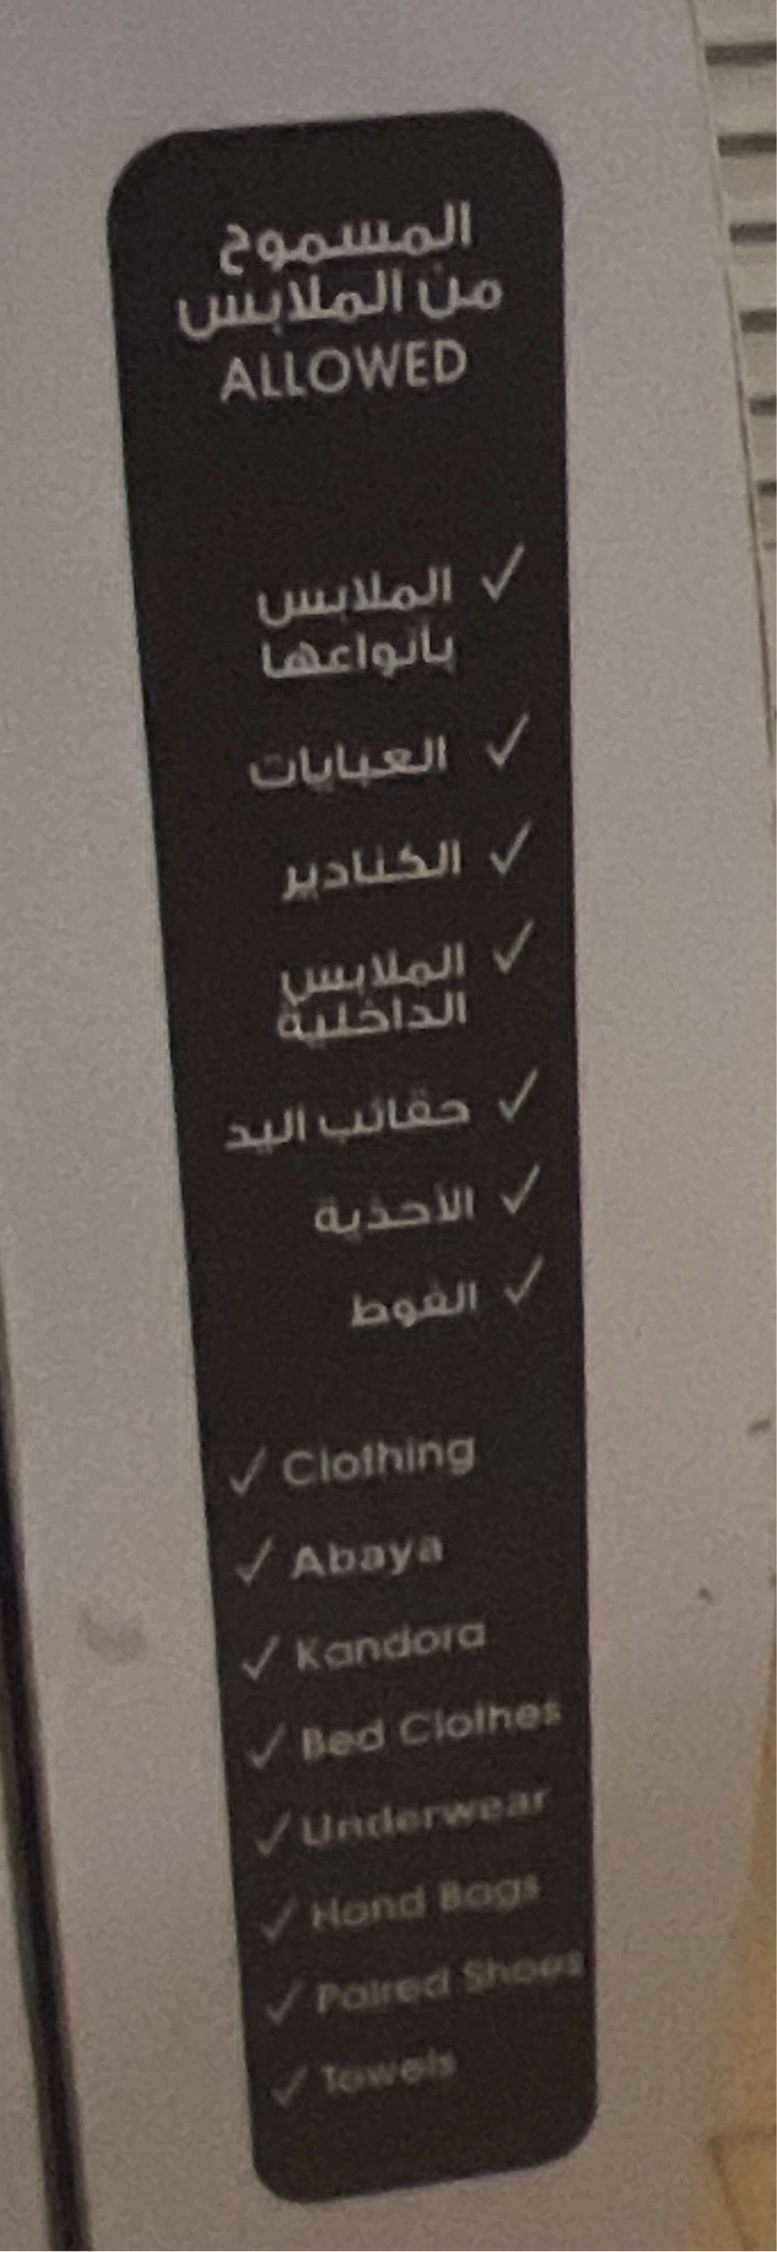 المسموح
من الملابس
ALLOWED
✓ الملابس
بأنواعها
✓ العبايات
✓ الكنادير
✓ الملابس
الداخلية
✓ حقائب اليد
✓ الأحذية
✓ الفوط
✓ Clothing
✓ Abaya
✓ Kandora
✓ Bed Clothes
✓ Underwear
✓ Hand Bags
✓ Paired Shoes
✓ Towels